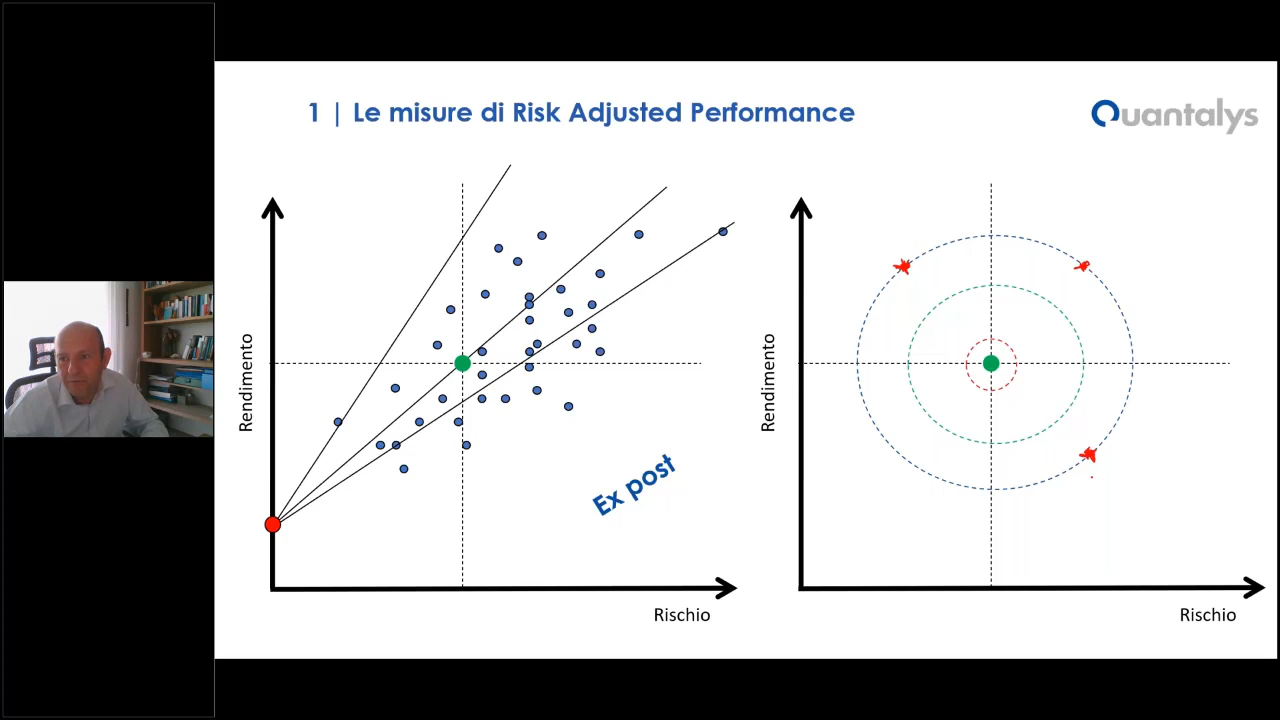 1 | Le misure di Risk Adjusted Performance
Quantalys
Rendimento
Ex post
Rischio
Rendimento
Rischio